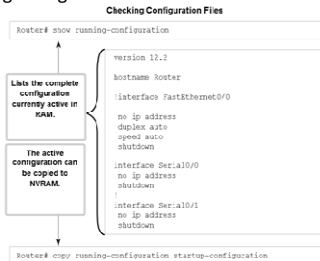 Checking Configuration Files
Router# show running-configuration
version 12.2
hostname Router
!interface FastEthernet0/0
no ip address
duplex auto
speed auto
shutdown
interface Serial0/0
no ip address
shutdown
!
interface Serial0/1
no ip address
shutdown
Lists the complete
configuration
currently active in
RAM.
The active
configuration can
be copied to
NVRAM.
Router# copy running-configuration startup-configuration